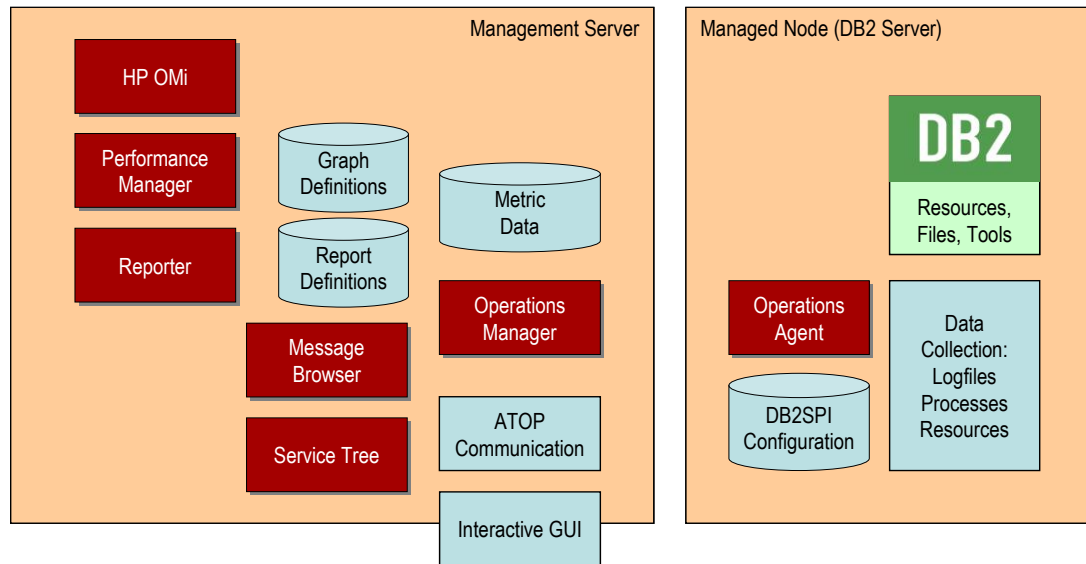 Management Server
HP OMi
Performance
Manager
Reporter
Graph
Definitions
Report
Definitions
Metric
Data
Operations
Manager
Message
Browser
Service Tree
ATOP
Communication
Interactive GUI
Managed Node (DB2 Server)
DB2
Resources,
Files, Tools
Operations
Agent
DB2SPI
Configuration
Data
Collection:
Logfiles
Processes
Resources